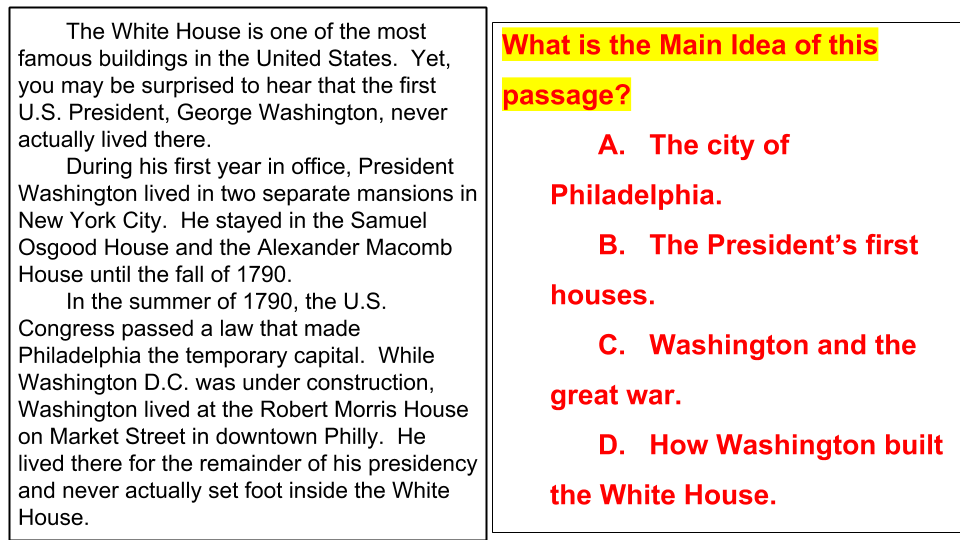 The White House is one of the most
famous buildings in the United States.  Yet,
you may be surprised to hear that the first
U.S. President, George Washington, never
actually lived there.
During his first year in office, President
Washington lived in two separate mansions in
New York City.  He stayed in the Samuel
Osgood House and the Alexander Macomb
House until the fall of 1790.
In the summer of 1790, the U.S.
Congress passed a law that made
Philadelphia the temporary capital.  While
Washington D.C. was under construction,
Washington lived at the Robert Morris House
on Market Street in downtown Philly.  He
lived there for the remainder of his presidency
and never actually set foot inside the White
House.
What is the Main Idea of this
passage?
A. The city of
Philadelphia.
B. The President’s first
houses.
C. Washington and the
great war.
D. How Washington built
the White House.